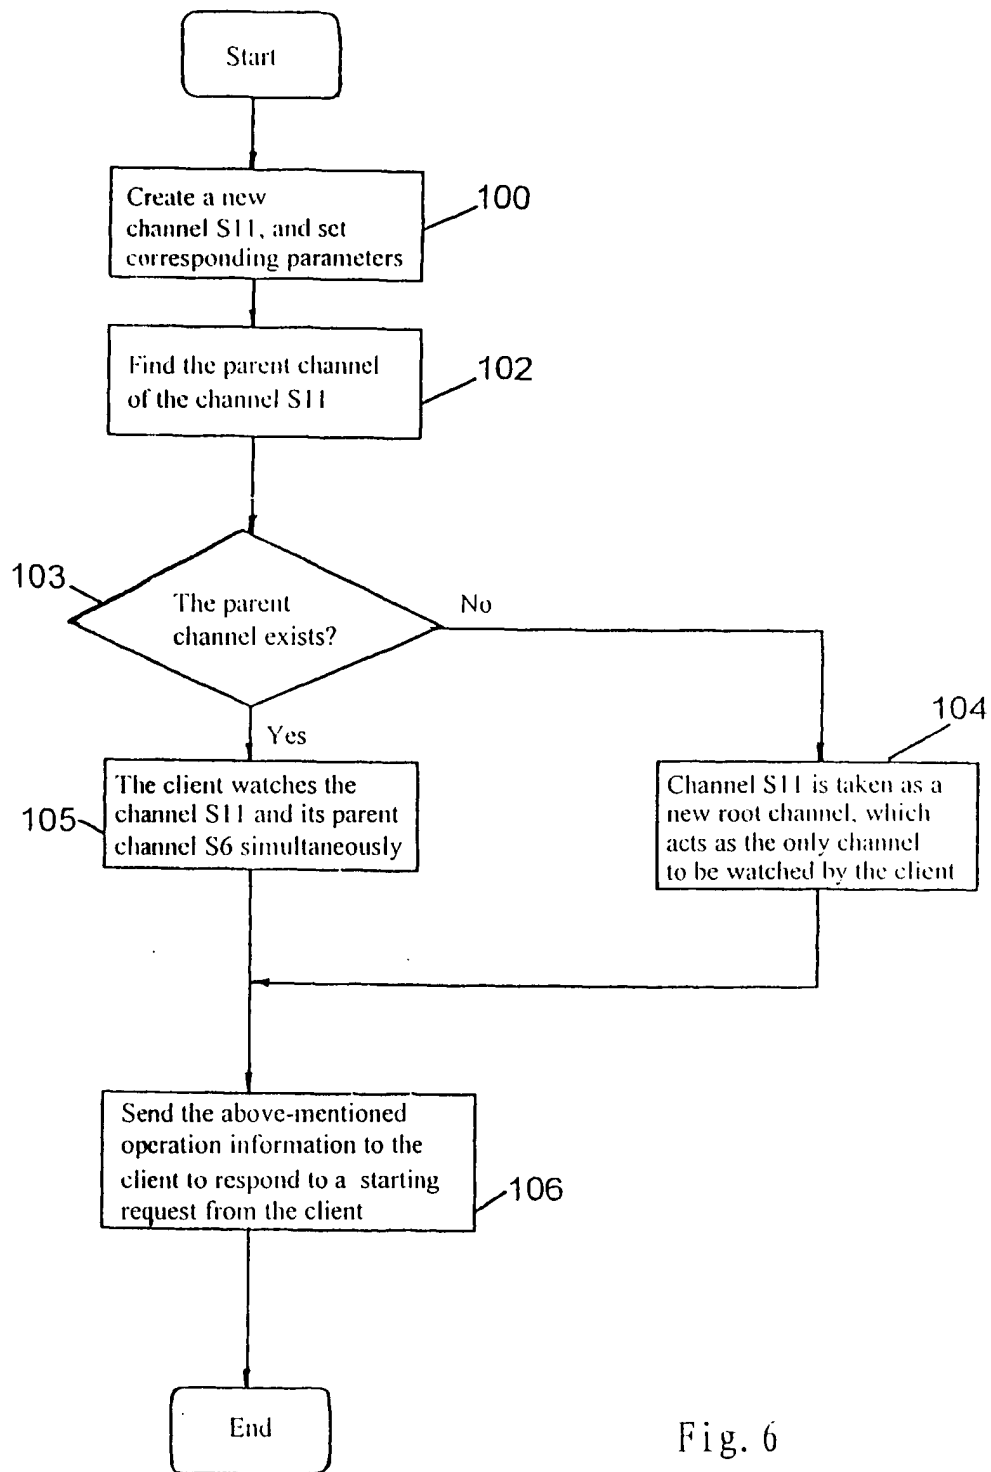 Start
Create a new
channel S11, and set
corresponding parameters
100
Find the parent channel
of the channel S11
102
103
The parent
channel exists?
No
Yes
104
The client watches the
channel S11 and its parent
channel S6 simultaneously
105
Channel S11 is taken as a
new root channel, which
acts as the only channel
to be watched by the client
Send the above-mentioned
operation information to the
client to respond to a starting
request from the client
106
End
Fig. 6